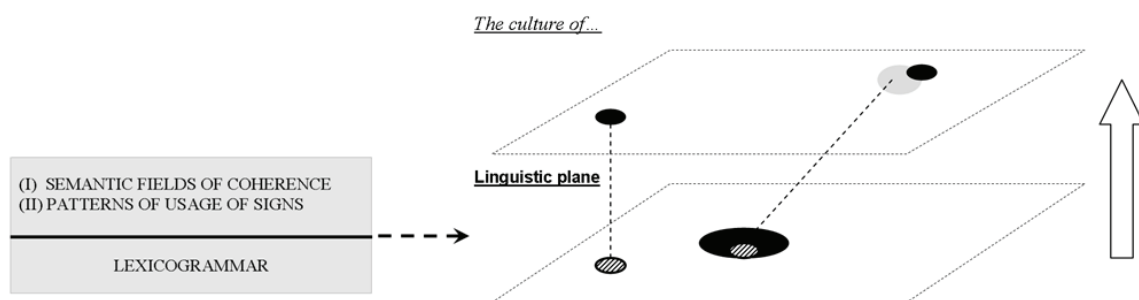 The culture of...
Linguistic plane
(I) SEMANTIC FIELDS OF COHERENCE
(II) PATTERNS OF USAGE OF SIGNS
LEXICOGRAMMAR